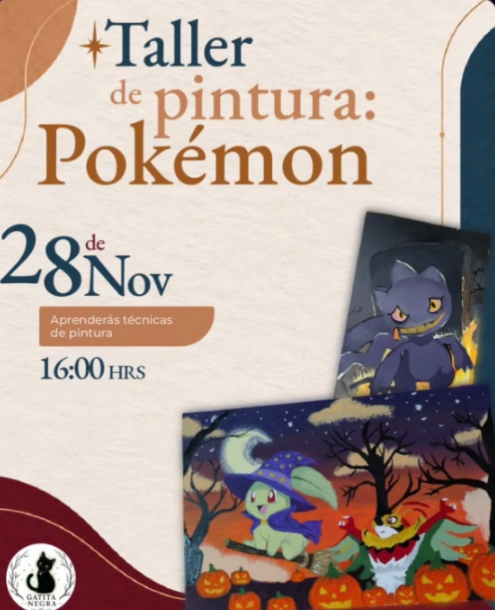 Taller
de pintura:
Pokémon
28 de Nov
Aprenderás técnicas
de pintura
16:00 HRS
GATITA
NEGRA